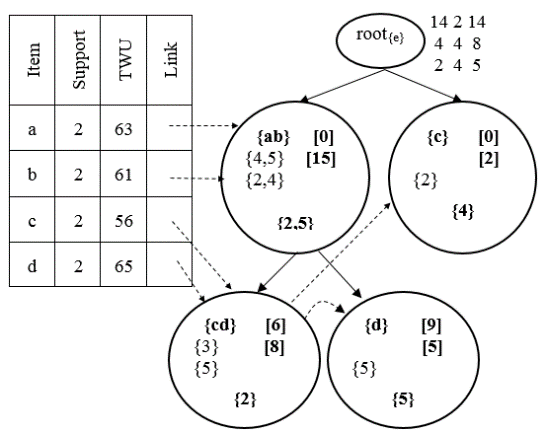 Item Support TWU Link
a 2 63
b 2 61
c 2 56
d 2 65
root{e}
14 2 14
4 4 8
2 4 5
{ab} [0]
{4,5} [15]
{2,4}
{2,5}
{c} [0]
[2]
{2}
{4}
{cd} [6]
{3} [8]
{5}
{2}
{d} [9]
[5]
{5}
{5}